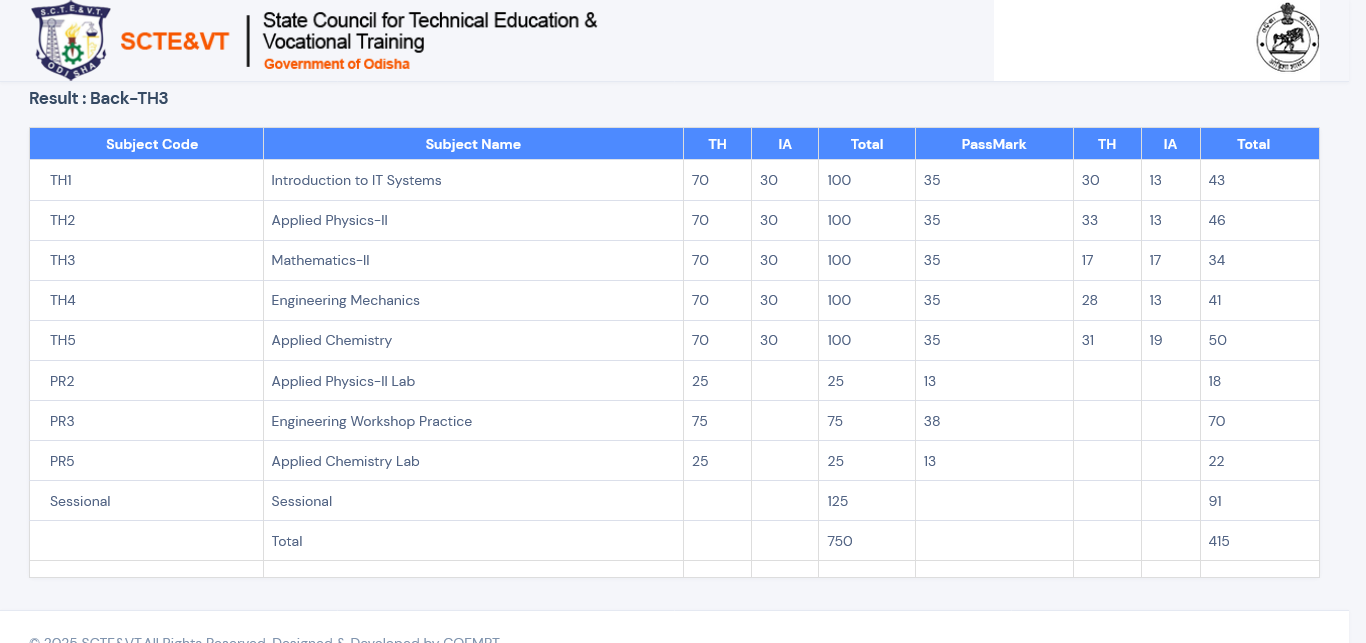 S.C.T.E.& V.T.
ODISHA
SCTE&VT
State Council for Technical Education &
Vocational Training
Government of Odisha
Result : Back-TH3
Subject Code Subject Name TH IA Total PassMark TH IA Total
TH1 Introduction to IT Systems 70 30 100 35 30 13 43
TH2 Applied Physics-II 70 30 100 35 33 13 46
TH3 Mathematics-II 70 30 100 35 17 17 34
TH4 Engineering Mechanics 70 30 100 35 28 13 41
TH5 Applied Chemistry 70 30 100 35 31 19 50
PR2 Applied Physics-II Lab 25 25 13 18
PR3 Engineering Workshop Practice 75 75 38 70
PR5 Applied Chemistry Lab 25 25 13 22
Sessional Sessional 125 91
Total 750 415
© 2025 SCTE&VT.All Rights Reserved. Designed & Developed by COEMPT